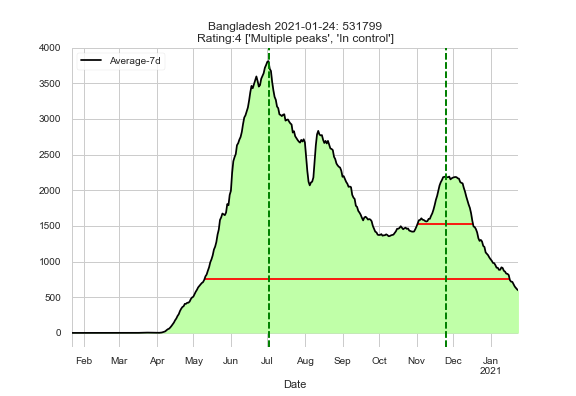 Bangladesh 2021-01-24: 531799
Rating:4 ['Multiple peaks', 'In control']
4000
3500
3000
2500
2000
1500
1000
500
0
Average-7d
Feb Mar Apr May Jun Jul Aug Sep Oct Nov Dec Jan
2021
Date